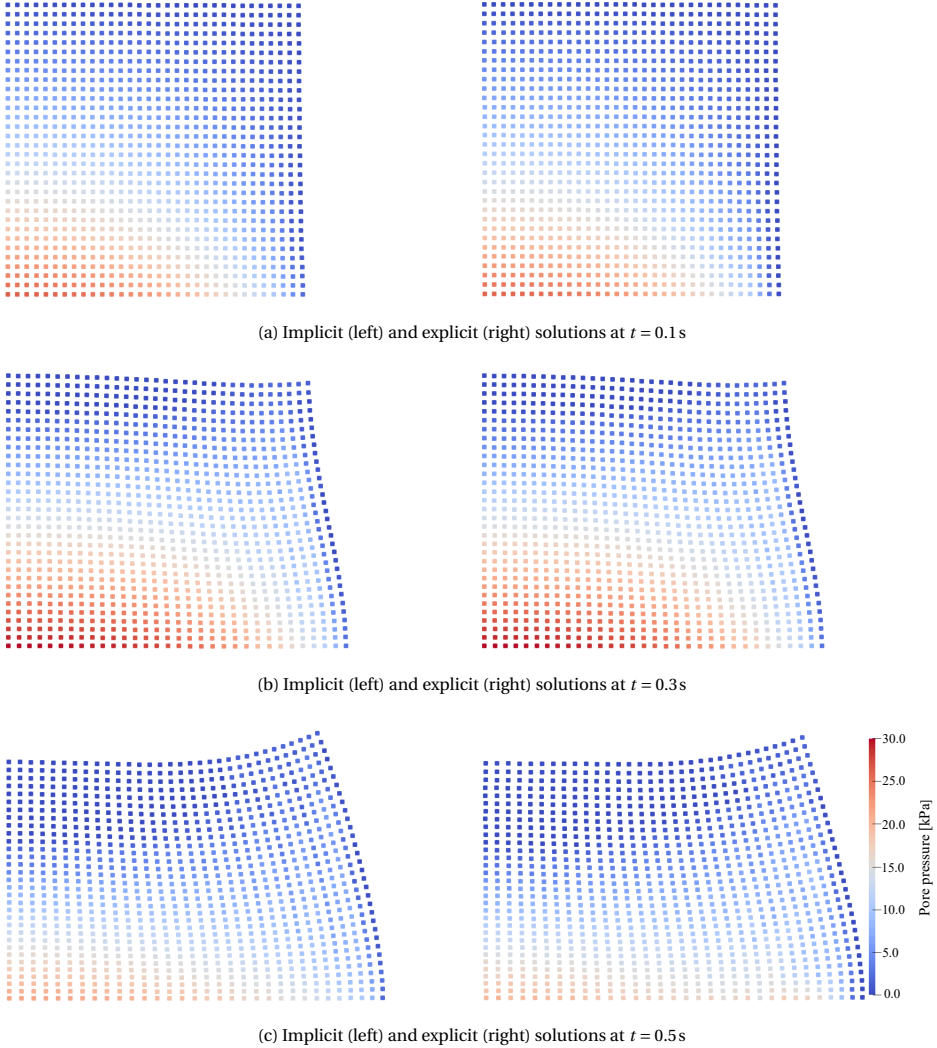 (a) Implicit (left) and explicit (right) solutions at t = 0.1 s
(b) Implicit (left) and explicit (right) solutions at t = 0.3 s
30.0
25.0
20.0
15.0
10.0
5.0
0.0
Pore pressure [kPa]
(c) Implicit (left) and explicit (right) solutions at t = 0.5 s